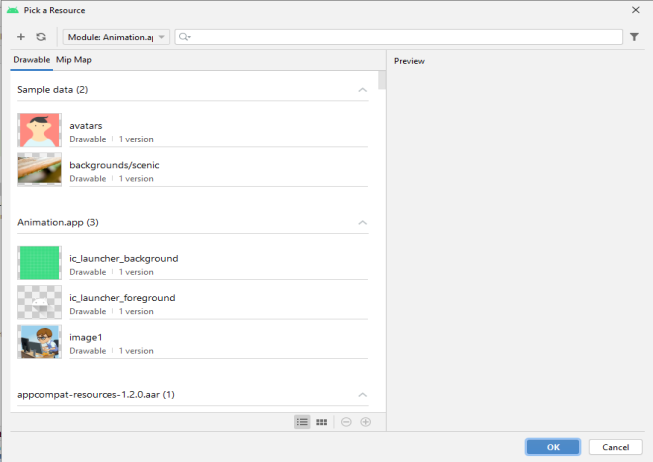 Pick a Resource
Module: Animation.a
Drawable Mip Map
Preview
Sample data (2)
avatars
Drawable 1 version
backgrounds/scenic
Drawable 1 version
Animation.app (3)
ic_launcher_background
Drawable 1 version
ic_launcher_foreground
Drawable 1 version
image1
Drawable 1 version
appcompat-resources-1.2.0.aar (1)
OK Cancel